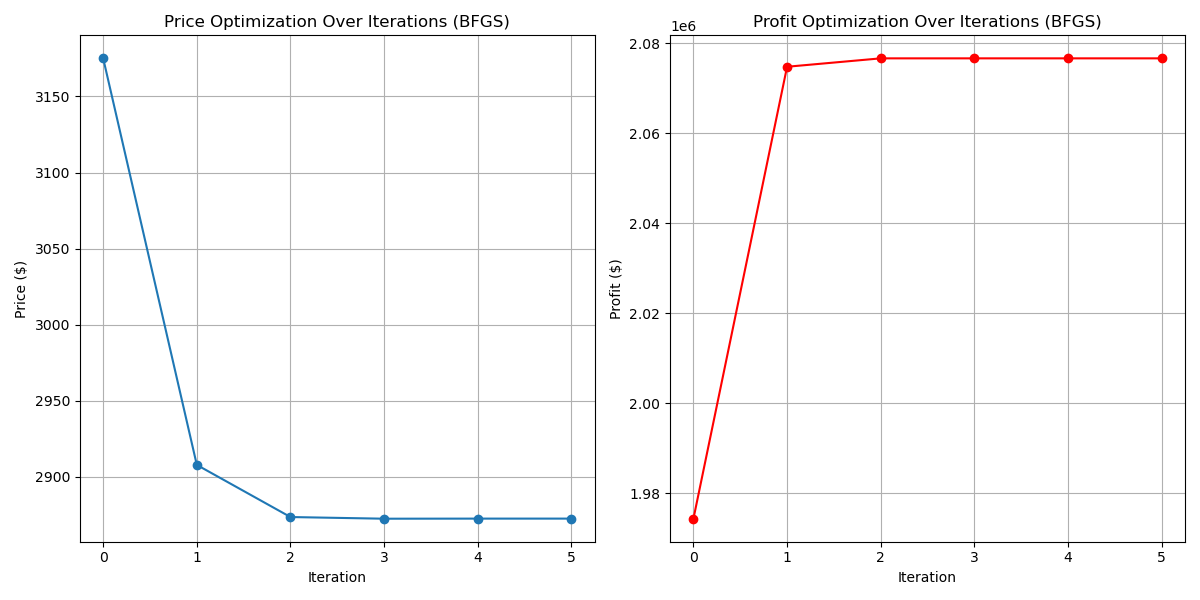 Price Optimization Over Iterations (BFGS)
Price ($)
3150
3100
3050
3000
2950
2900
0 1 2 3 4 5
Iteration
Profit Optimization Over Iterations (BFGS)
1e6
Profit ($)
2.08
2.06
2.04
2.02
2.00
1.98
0 1 2 3 4 5
Iteration